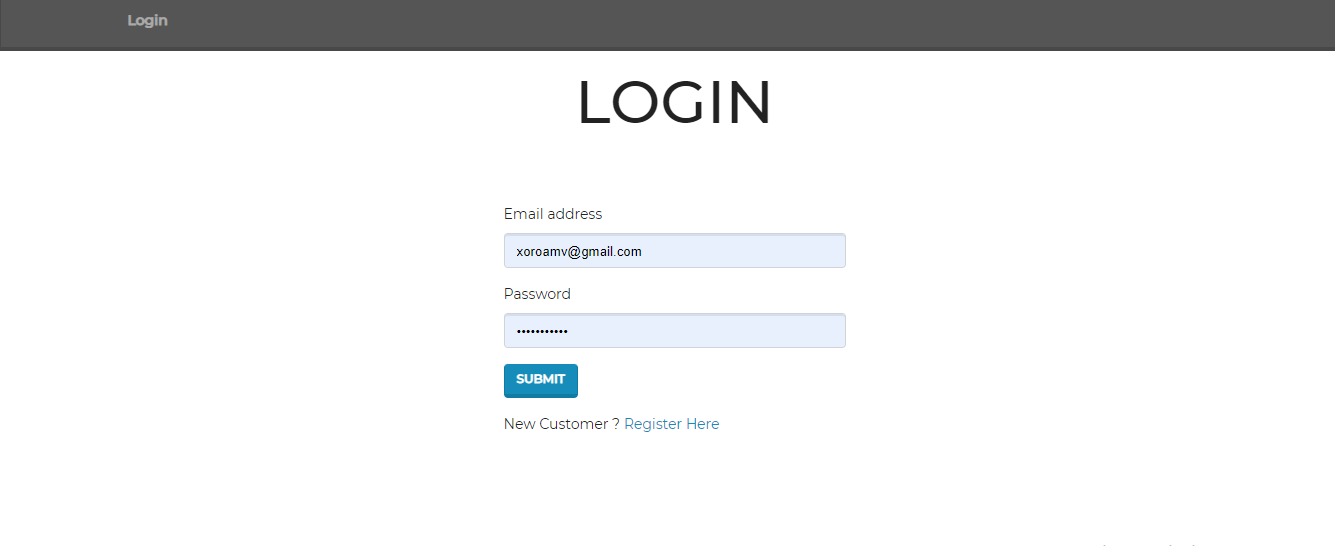 Login
LOGIN
Email address
xoroamv@gmail.com
Password
•••••••••••
SUBMIT
New Customer ? Register Here